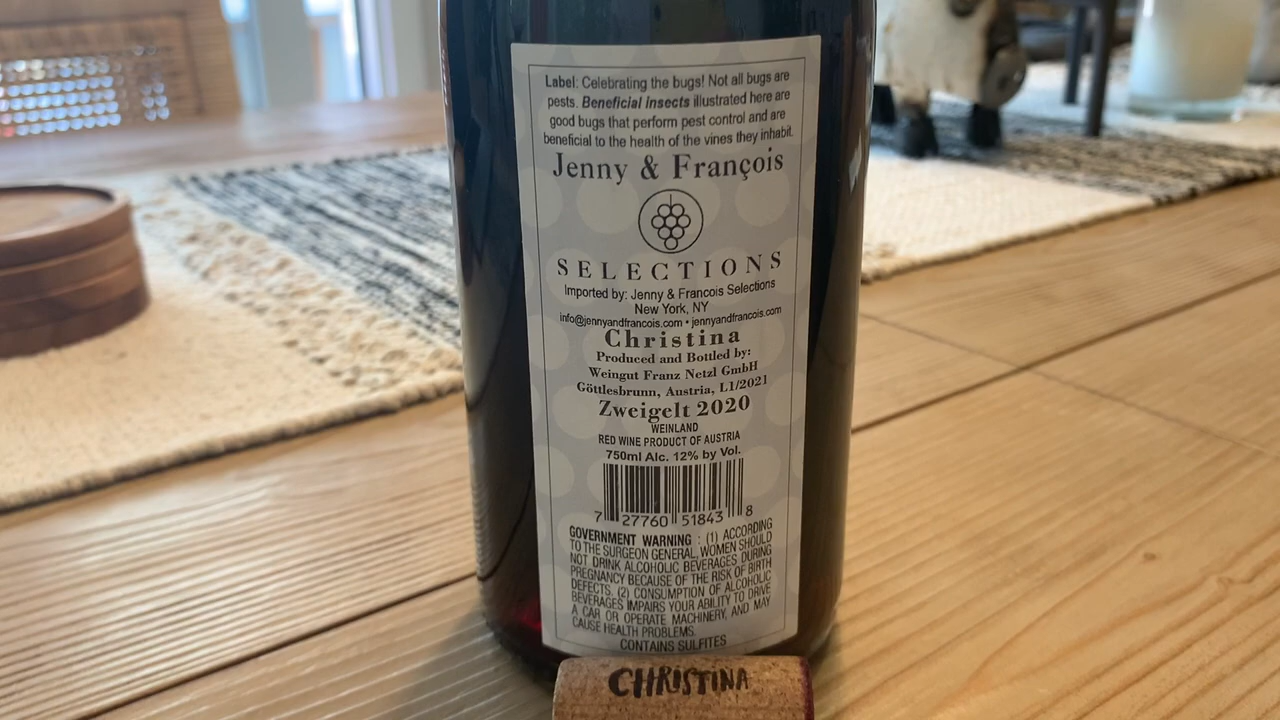 Label: Celebrating the bugs! Not all bugs are
pests. Beneficial insects illustrated here are
good bugs that perform pest control and are
beneficial to the health of the vines they inhabit.
Jenny & François
SELECTIONS
Imported by: Jenny & Francois Selections
New York, NY
info@jennyandfrancois.com • jennyandfrancois.com
Christina
Produced and Bottled by:
Weingut Franz Netzl GmbH
Göttlesbrunn, Austria, L1/2021
Zweigelt 2020
WEINLAND
RED WINE PRODUCT OF AUSTRIA
750ml Alc. 12% by Vol.
7 27760 51843 8
GOVERNMENT WARNING : (1) ACCORDING
TO THE SURGEON GENERAL, WOMEN SHOULD
NOT DRINK ALCOHOLIC BEVERAGES DURING
PREGNANCY BECAUSE OF THE RISK OF BIRTH
DEFECTS. (2) CONSUMPTION OF ALCOHOLIC
BEVERAGES IMPAIRS YOUR ABILITY TO DRIVE
A CAR OR OPERATE MACHINERY, AND MAY
CAUSE HEALTH PROBLEMS.
CONTAINS SULFITES
CHRISTINA